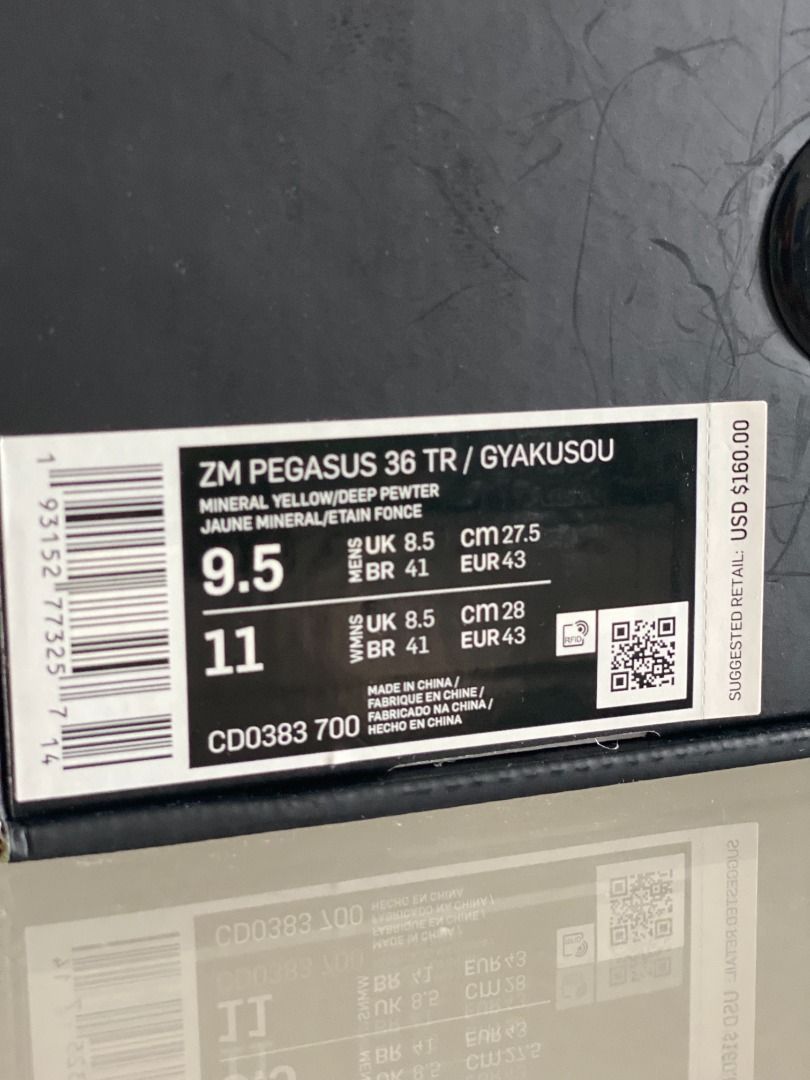 1 93152 77325 7 14
ZM PEGASUS 36 TR / GYAKUSOU
MINERAL YELLOW/DEEP PEWTER
JAUNE MINERAL/ETAIN FONCE
9.5 MENS UK 8.5 cm 27.5
BR 41 EUR 43
11 WMNS UK 8.5 cm 28
BR 41 EUR 43
RFID
CD0383 700
MADE IN CHINA /
FABRIQUE EN CHINE /
FABRICADO NA CHINA /
HECHO EN CHINA
SUGGESTED RETAIL: USD $160.00